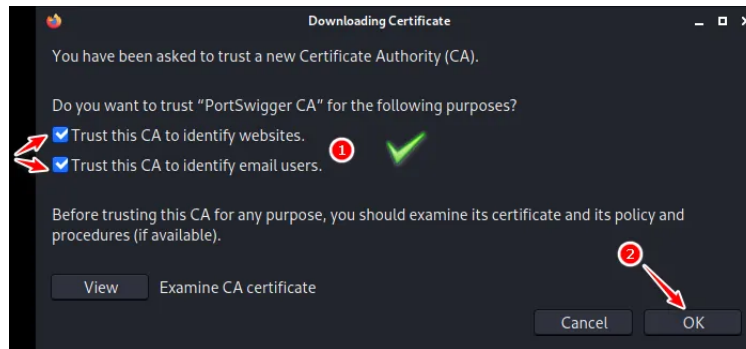 Downloading Certificate
You have been asked to trust a new Certificate Authority (CA).
Do you want to trust “PortSwigger CA” for the following purposes?
Trust this CA to identify websites.
1
Trust this CA to identify email users.
Before trusting this CA for any purpose, you should examine its certificate and its policy and
procedures (if available).
2
View Examine CA certificate
Cancel OK